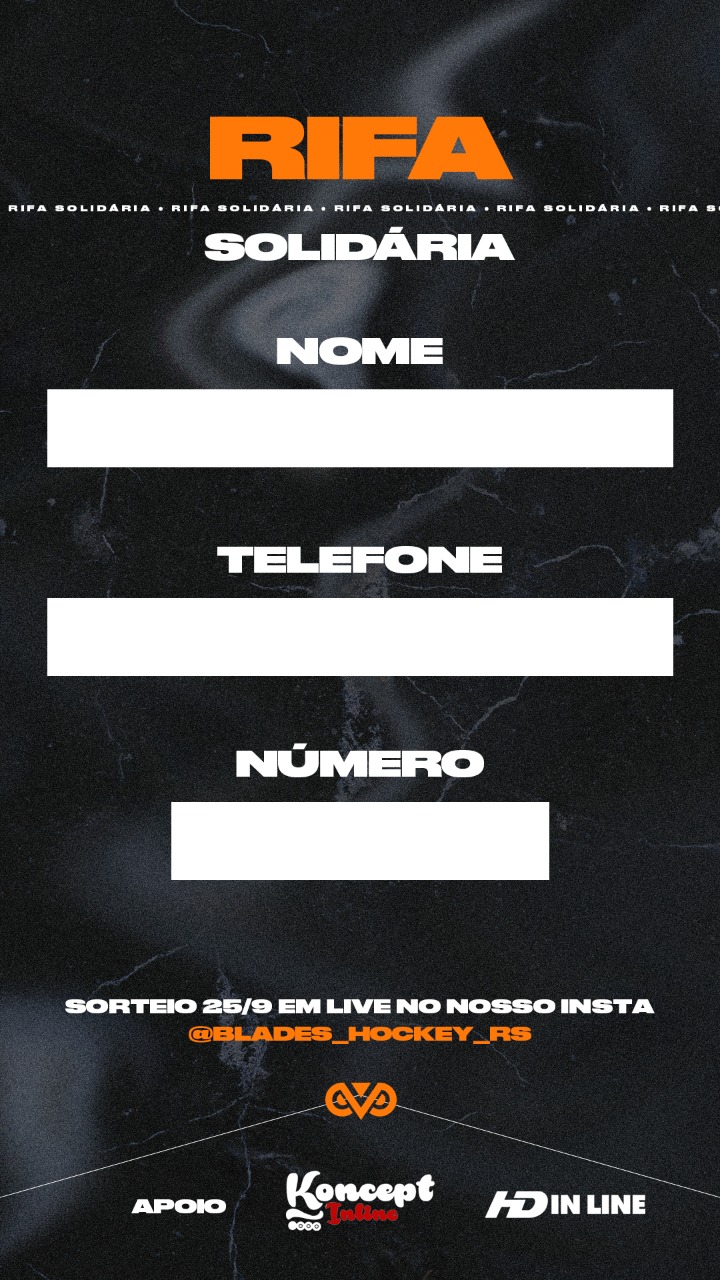 RIFA
RIFA SOLIDÁRIA • RIFA SOLIDÁRIA • RIFA SOLIDÁRIA • RIFA SOLIDÁRIA • RIFA S
SOLIDÁRIA
NOME
TELEFONE
NÚMERO
SORTEIO 25/9 EM LIVE NO NOSSO INSTA
@BLADES_HOCKEY_RS
APOIO
Koncept
Inline
HD IN LINE